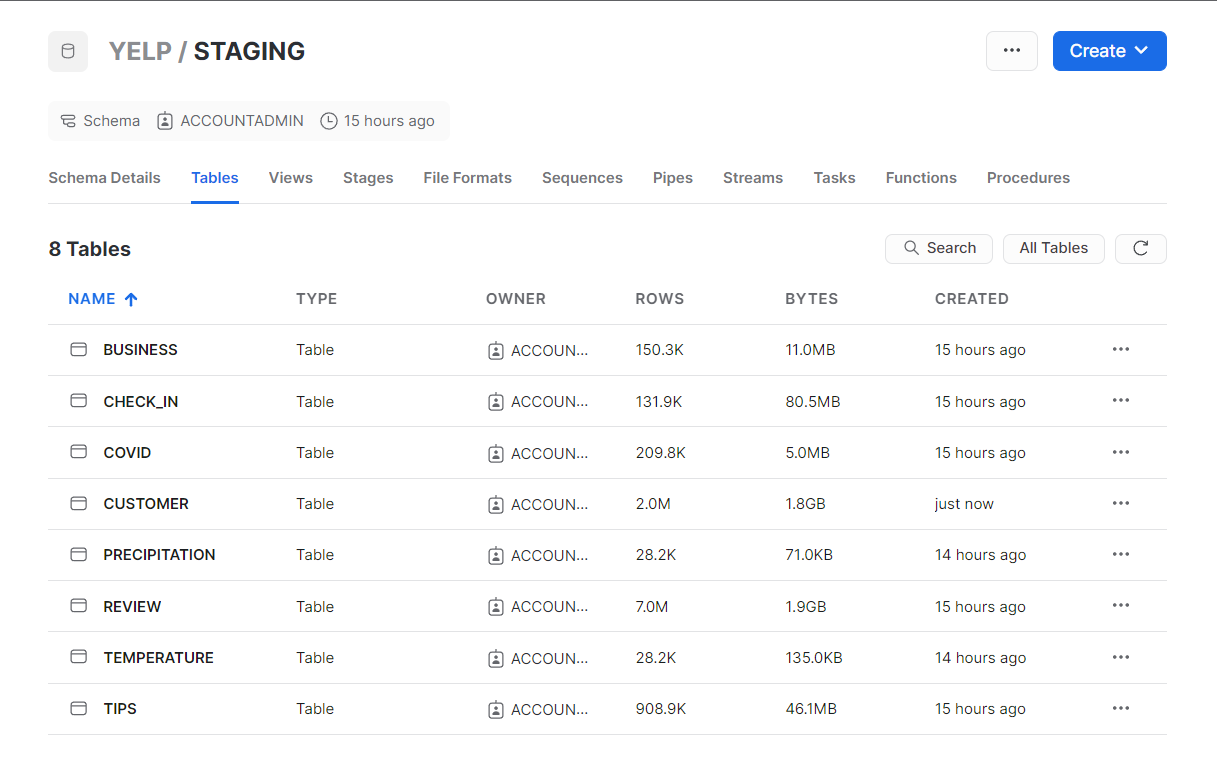 YELP / STAGING
... Create
Schema ACCOUNTADMIN 15 hours ago
Schema Details Tables Views Stages File Formats Sequences Pipes Streams Tasks Functions Procedures
8 Tables Search All Tables
NAME TYPE OWNER ROWS BYTES CREATED
BUSINESS Table ACCOUN... 150.3K 11.0MB 15 hours ago ...
CHECK_IN Table ACCOUN... 131.9K 80.5MB 15 hours ago ...
COVID Table ACCOUN... 209.8K 5.0MB 15 hours ago ...
CUSTOMER Table ACCOUN... 2.0M 1.8GB just now ...
PRECIPITATION Table ACCOUN... 28.2K 71.0KB 14 hours ago ...
REVIEW Table ACCOUN... 7.0M 1.9GB 15 hours ago ...
TEMPERATURE Table ACCOUN... 28.2K 135.0KB 14 hours ago ...
TIPS Table ACCOUN... 908.9K 46.1MB 15 hours ago ...